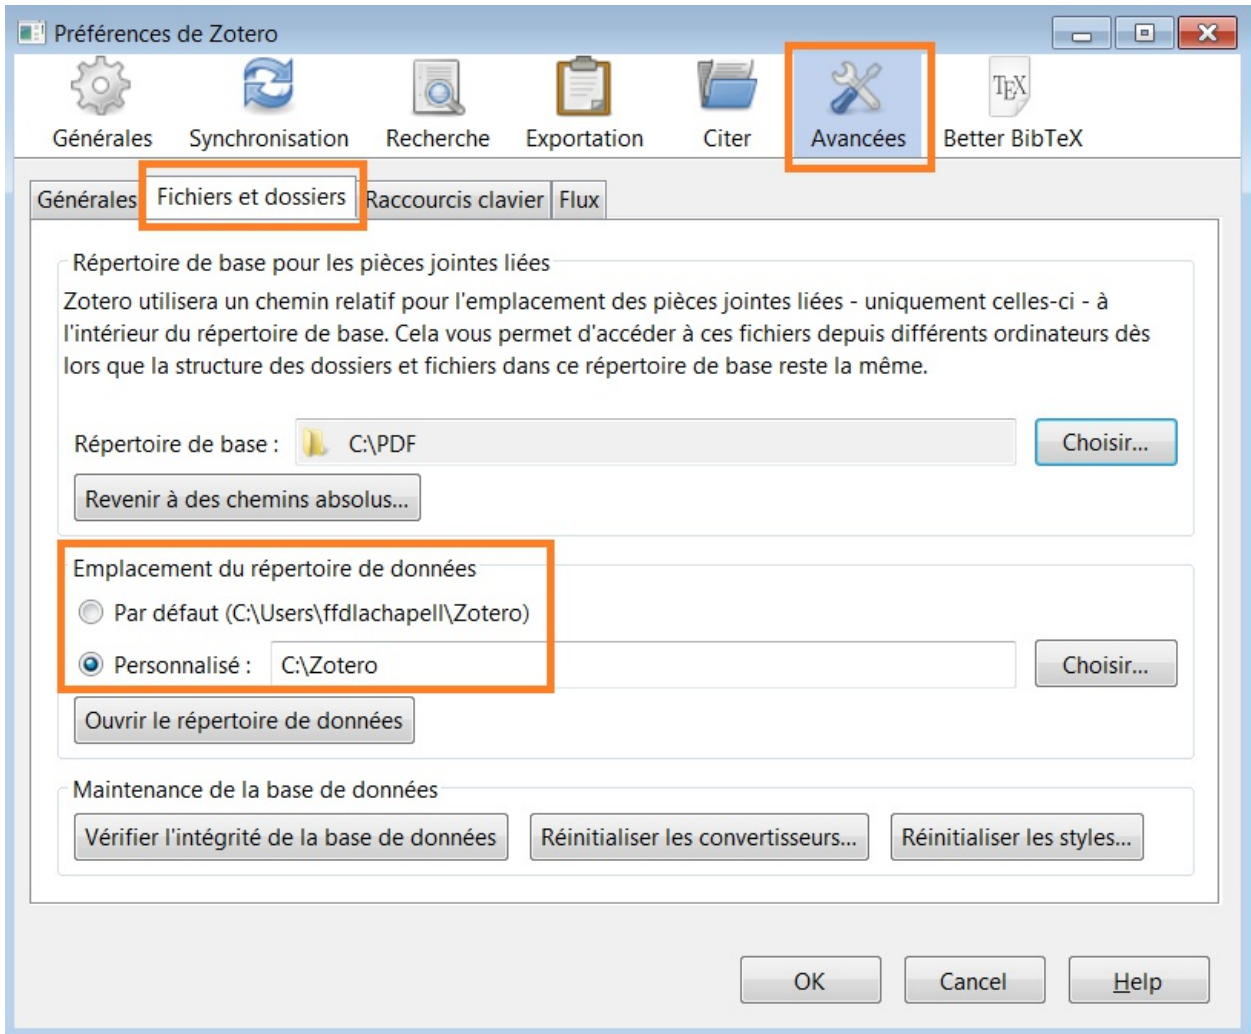 Préférences de Zotero
Générales Synchronisation Recherche Exportation Citer Avancées TEX Better BibTeX
Générales Fichiers et dossiers Raccourcis clavier Flux
Répertoire de base pour les pièces jointes liées
Zotero utilisera un chemin relatif pour l'emplacement des pièces jointes liées - uniquement celles-ci - à
l'intérieur du répertoire de base. Cela vous permet d'accéder à ces fichiers depuis différents ordinateurs dès
lors que la structure des dossiers et fichiers dans ce répertoire de base reste la même.
Répertoire de base : C:\PDF Choisir...
Revenir à des chemins absolus...
Emplacement du répertoire de données
Par défaut (C:\Users\ffdlachapell\Zotero)
Personnalisé : C:\Zotero Choisir...
Ouvrir le répertoire de données
Maintenance de la base de données
Vérifier l'intégrité de la base de données Réinitialiser les convertisseurs... Réinitialiser les styles...
OK Cancel Help